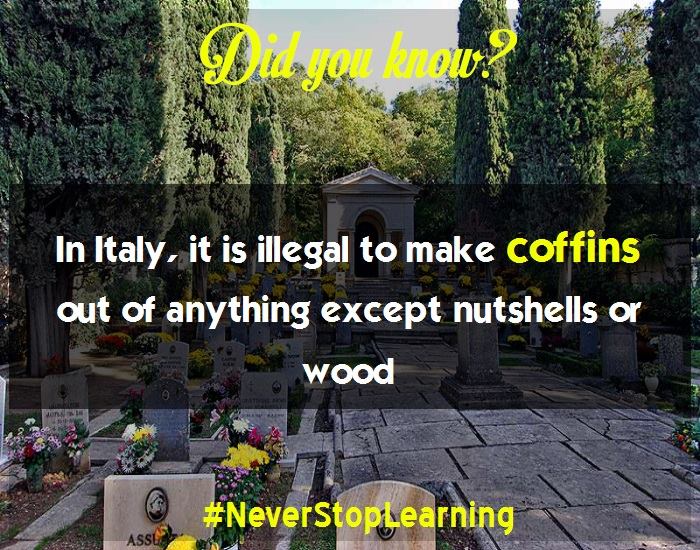 Did you know?
In Italy, it is illegal to make coffins
out of anything except nutshells or
wood
#NeverStopLearning